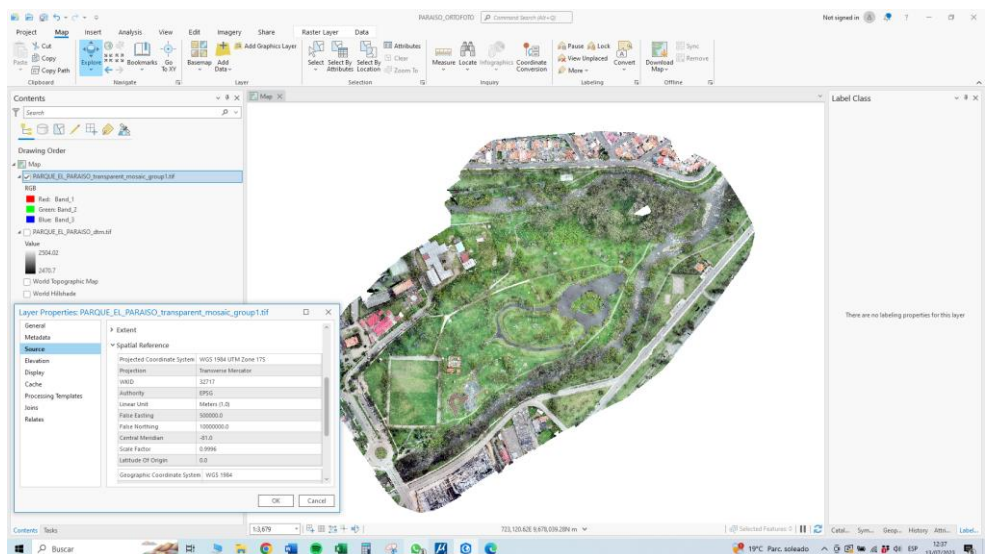 PARAISO_ORTOFOTO
Command Search (Alt+Q)
Not signed in
Project Map Insert Analysis View Edit Imagery Share Raster Layer Data
Paste
Cut
Copy
Copy Path
Explore
Bookmarks
Go To XY
Basemap
Add Data
Add Graphics Layer
Select
Select By Attributes
Select By Location
Attributes
Clear
Zoom To
Measure
Locate
Infographics
Coordinate Conversion
Pause
Lock
View Unplaced
More
Convert
Download Map
Sync
Remove
Clipboard Navigate Layer Selection Inquiry Labeling Offline
Contents
Search
Drawing Order
Map
PARQUE_EL_PARAISO_transparent_mosaic_group1.tif
RGB
Red: Band_1
Green: Band_2
Blue: Band_3
PARQUE_EL_PARAISO_dtm.tif
Value
2504.02
2470.7
World Topographic Map
World Hillshade
Map
Label Class
There are no labeling properties for this layer
Layer Properties: PARQUE_EL_PARAISO_transparent_mosaic_group1.tif
General
Metadata
Source
Elevation
Display
Cache
Processing Templates
Joins
Relates
Extent
Spatial Reference
Projected Coordinate System WGS 1984 UTM Zone 17S
Projection Transverse Mercator
WKID 32717
Authority EPSG
Linear Unit Meters (1.0)
False Easting 500000.0
False Northing 10000000.0
Central Meridian -81.0
Scale Factor 0.9996
Latitude Of Origin 0.0
Geographic Coordinate System WGS 1984
OK Cancel
Contents Tasks
1:3,679
723,120.62E 9,678,039.28N m
Selected Features: 0
Catal... Sym... Geop... History Attri... Label...
Buscar
19°C Parc. soleado
ESP
12:07